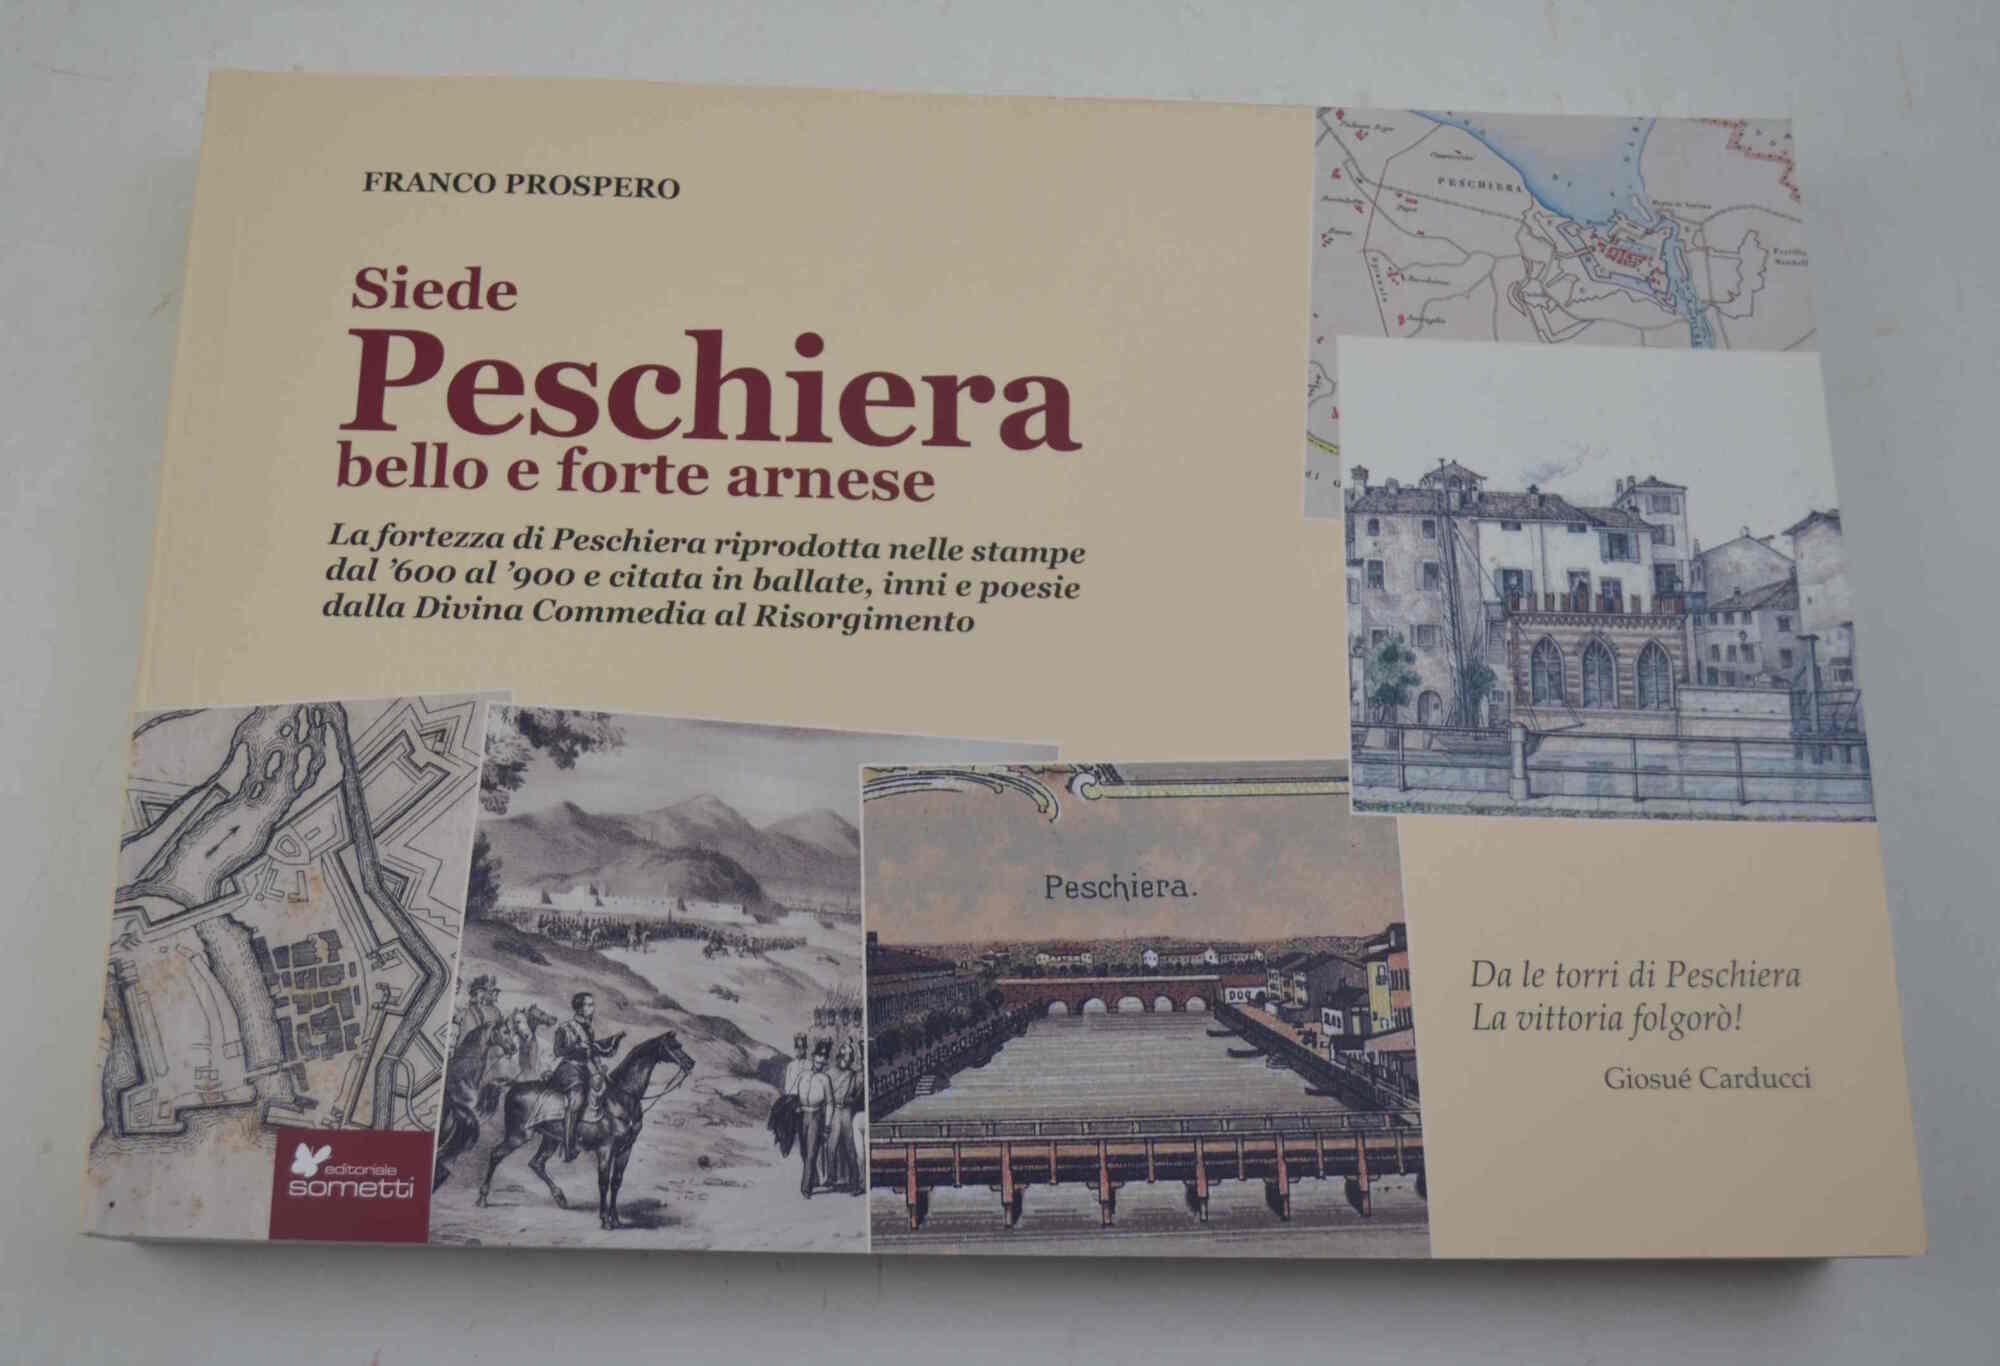 FRANCO PROSPERO
Siede
Peschiera
bello e forte arnese
La fortezza di Peschiera riprodotta nelle stampe
dal ’600 al ’900 e citata in ballate, inni e poesie
dalla Divina Commedia al Risorgimento
PESCHIERA
Peschiera.
Da le torri di Peschiera
La vittoria folgorò!
Giosué Carducci
editoriale
sometti